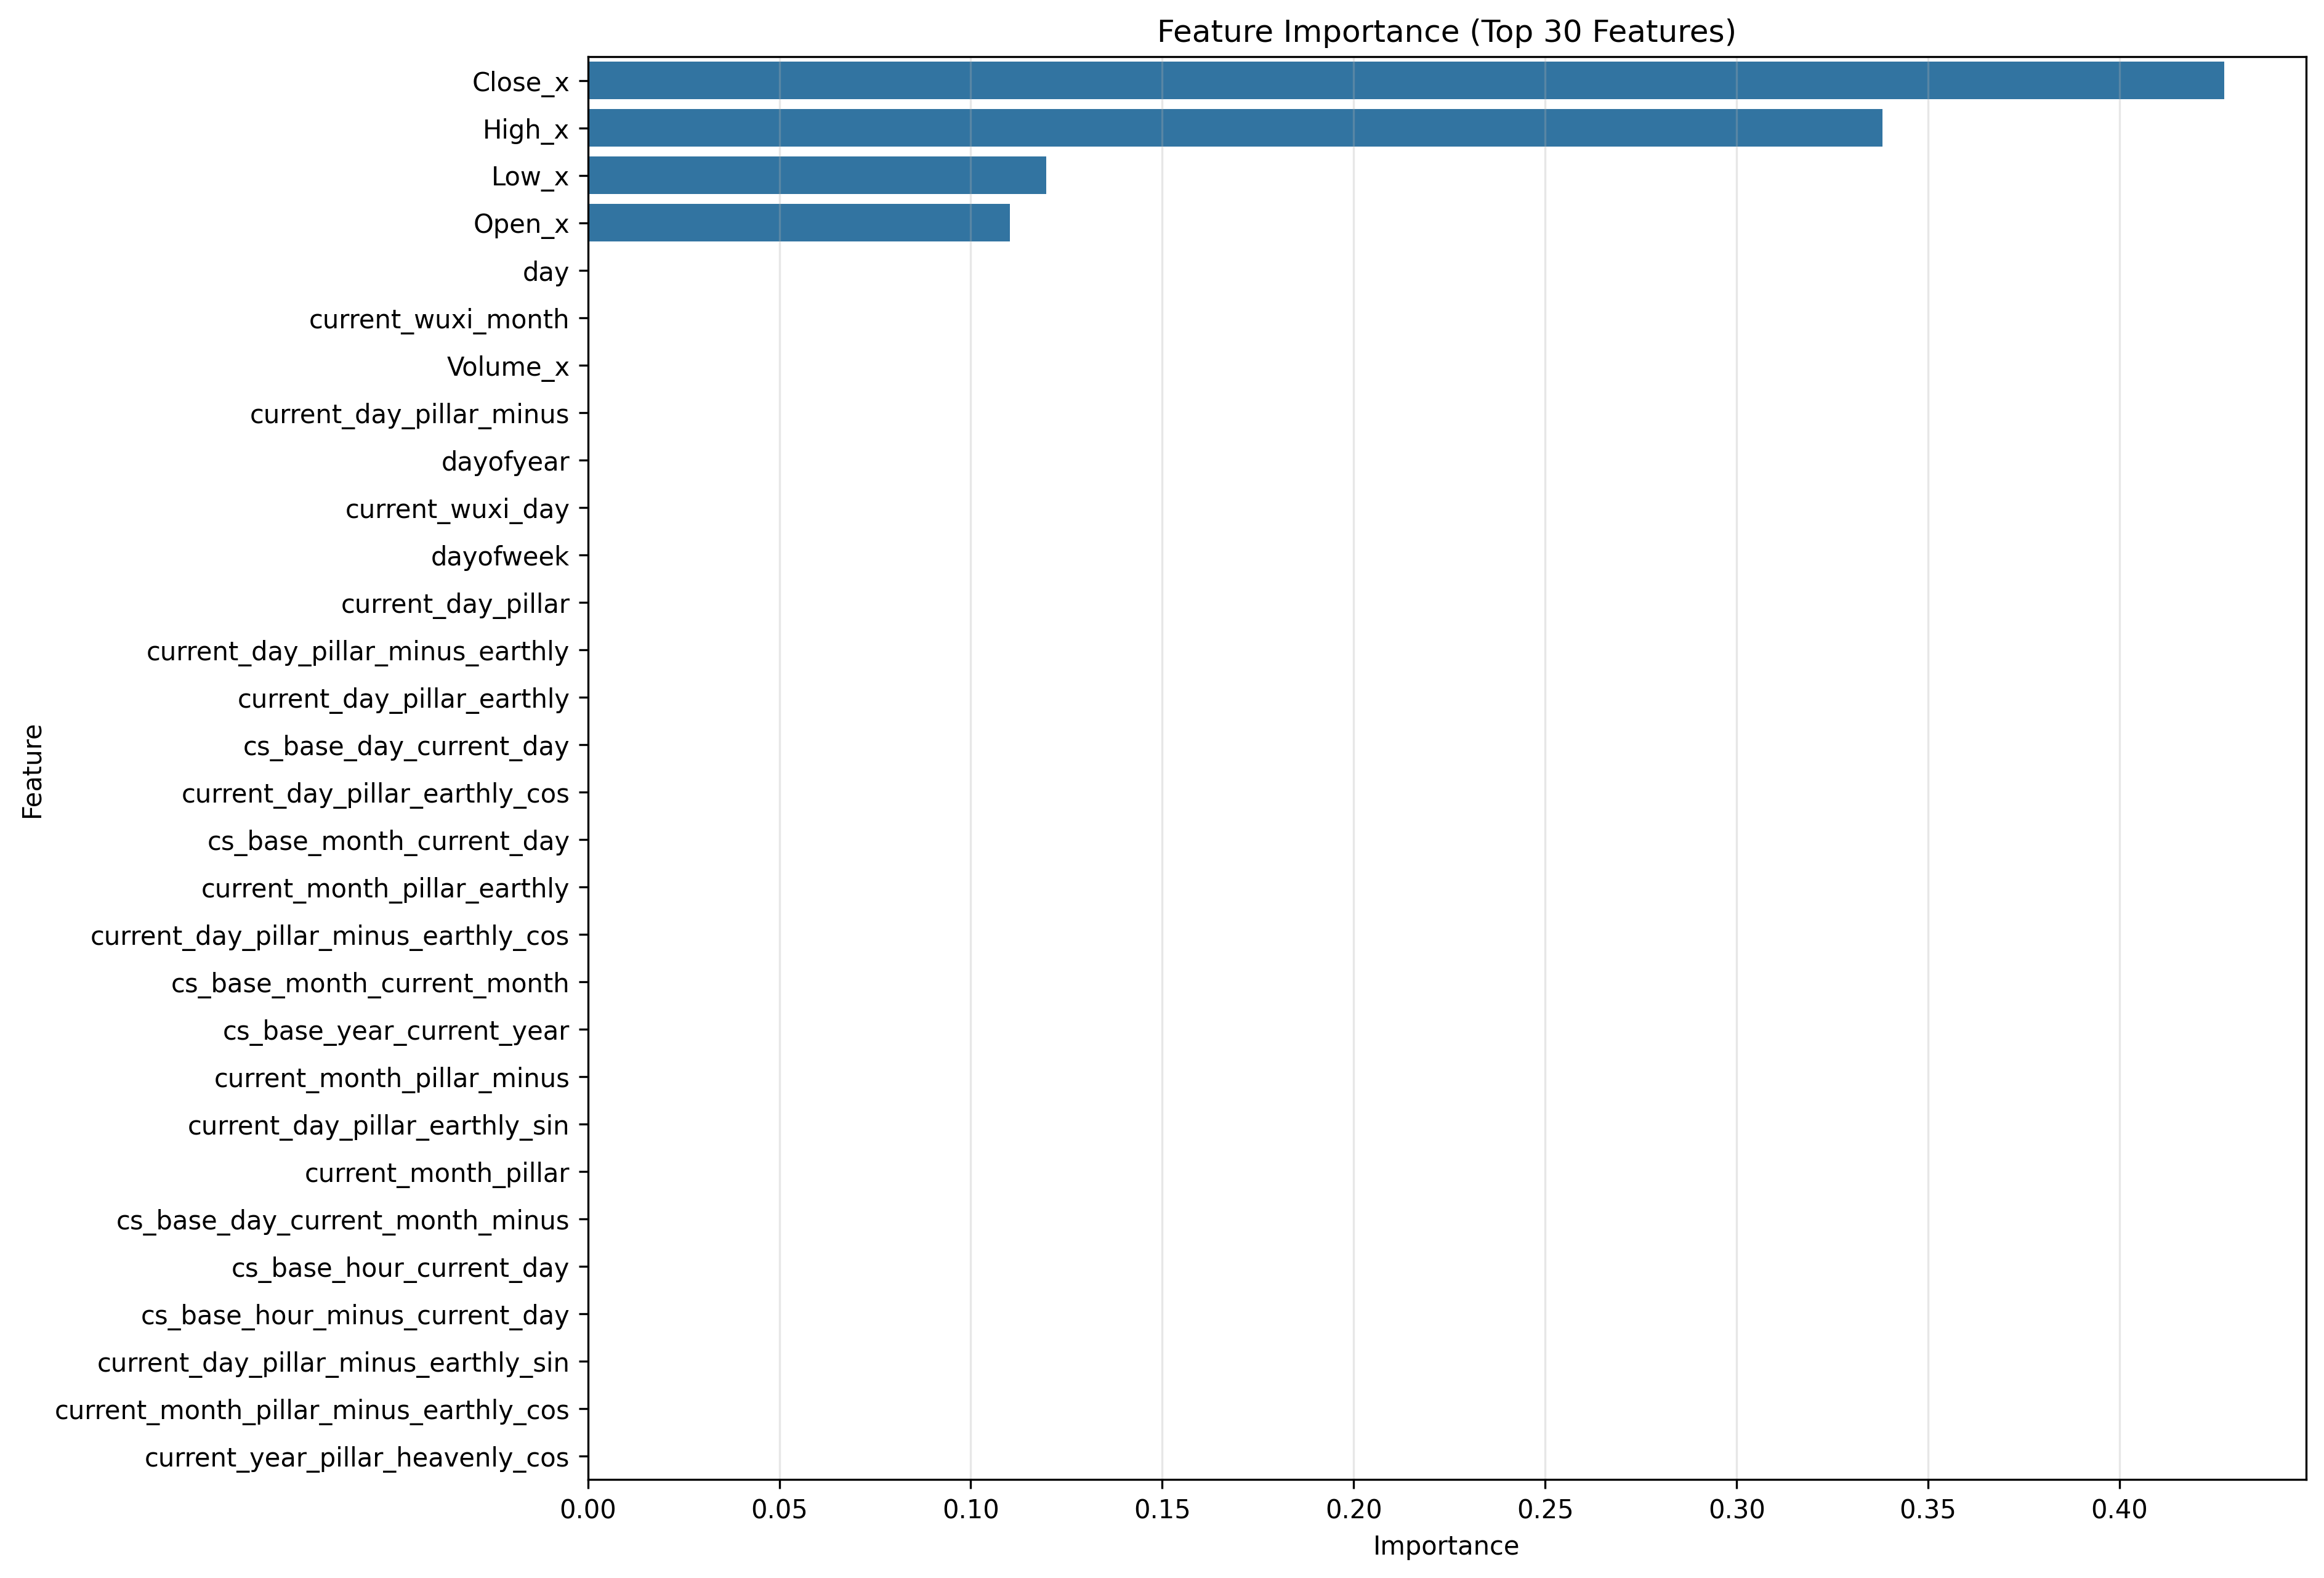 Feature Importance (Top 30 Features)
Close_x
High_x
Low_x
Open_x
day
current_wuxi_month
Volume_x
current_day_pillar_minus
dayofyear
current_wuxi_day
dayofweek
current_day_pillar
current_day_pillar_minus_earthly
current_day_pillar_earthly
cs_base_day_current_day
current_day_pillar_earthly_cos
cs_base_month_current_day
current_month_pillar_earthly
current_day_pillar_minus_earthly_cos
cs_base_month_current_month
cs_base_year_current_year
current_month_pillar_minus
current_day_pillar_earthly_sin
current_month_pillar
cs_base_day_current_month_minus
cs_base_hour_current_day
cs_base_hour_minus_current_day
current_day_pillar_minus_earthly_sin
current_month_pillar_minus_earthly_cos
current_year_pillar_heavenly_cos
Feature
0.00 0.05 0.10 0.15 0.20 0.25 0.30 0.35 0.40
Importance